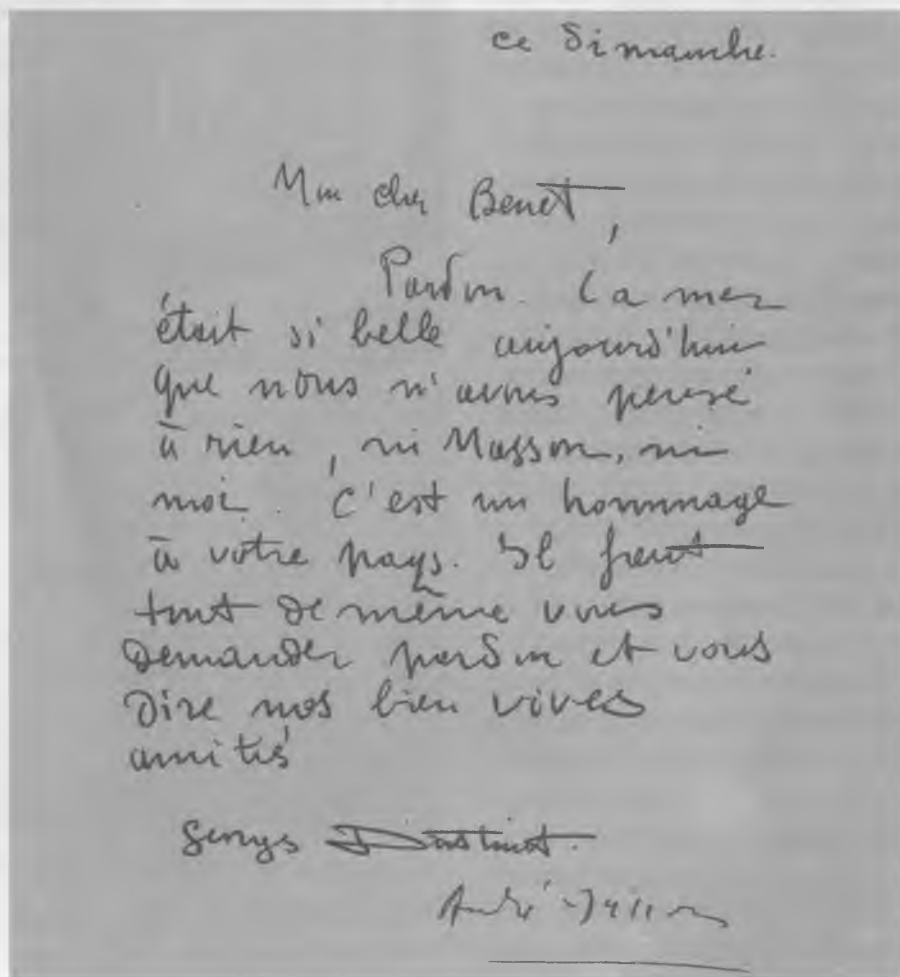 ce Dimanche.
Mon cher Benet,
Pardon. La mer
était si belle aujourd'hui
que nous n'avons pensé
à rien, ni Masson, ni
moi. C'est un hommage
à votre pays. Il faut
tout de même vous
demander pardon et vous
dire nos bien vives
amitiés
Georges Duthuit.
André Masson